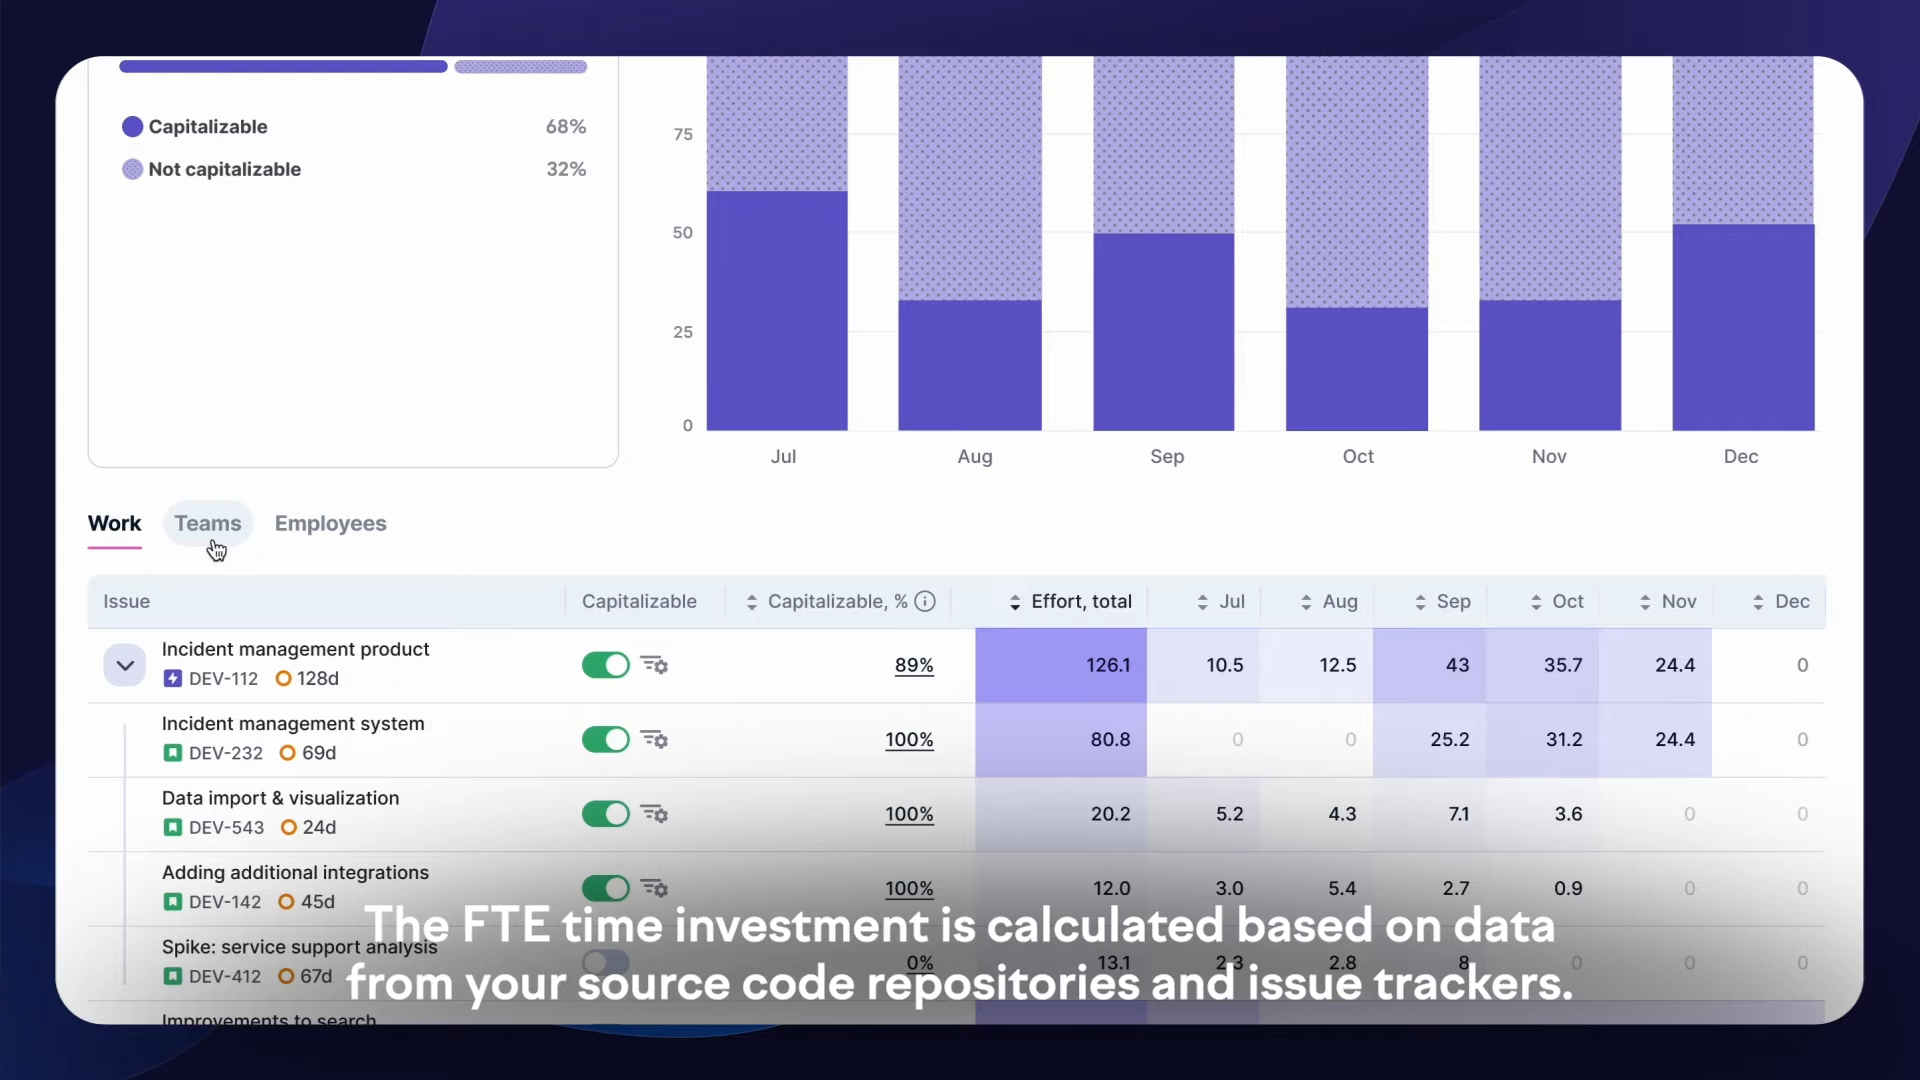 Capitalizable 68%
Not capitalizable 32%
75
50
25
0
Jul Aug Sep Oct Nov Dec
Work Teams Employees
Issue Capitalizable Capitalizable, % Effort, total Jul Aug Sep Oct Nov Dec
Incident management product
DEV-112 128d 89% 126.1 10.5 12.5 43 35.7 24.4 0
Incident management system
DEV-232 69d 100% 80.8 0 0 25.2 31.2 24.4 0
Data import & visualization
DEV-543 24d 100% 20.2 5.2 4.3 7.1 3.6 0 0
Adding additional integrations
DEV-142 45d 100% 12.0 3.0 5.4 2.7 0.9 0 0
Spike: service support analysis
DEV-412 67d 0% 13.1 2.3 2.8 8 0 0 0
Improvements to search
The FTE time investment is calculated based on data
from your source code repositories and issue trackers.